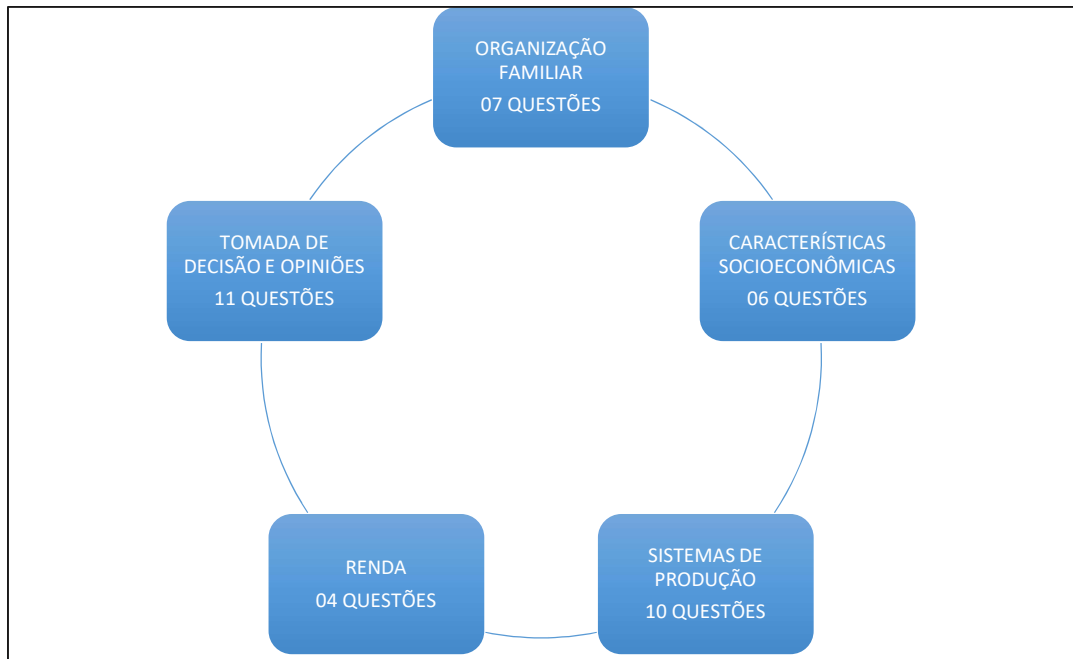 ORGANIZAÇÃO
FAMILIAR
07 QUESTÕES
CARACTERÍSTICAS
SOCIOECONÔMICAS
06 QUESTÕES
SISTEMAS DE
PRODUÇÃO
10 QUESTÕES
RENDA
04 QUESTÕES
TOMADA DE
DECISÃO E OPINIÕES
11 QUESTÕES